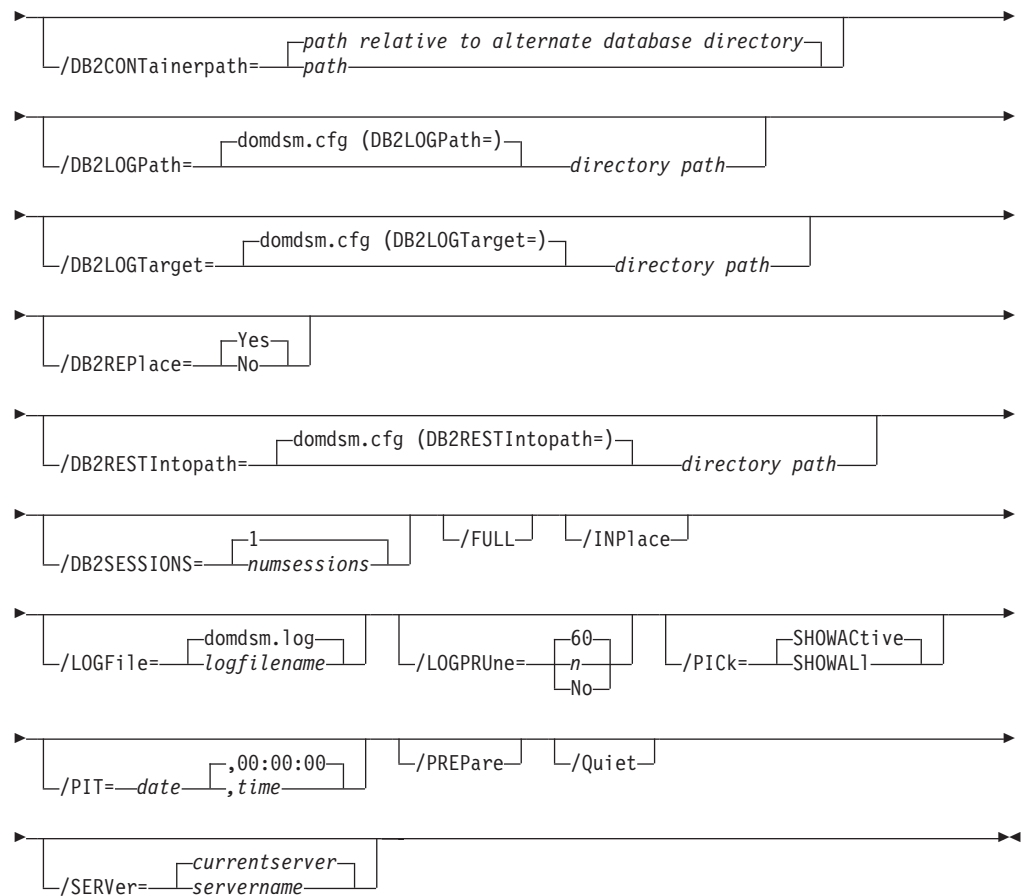 path relative to alternate database directory
/DB2CONTainerpath= path
domdsm.cfg (DB2LOGPath=)
/DB2LOGPath= directory path
domdsm.cfg (DB2LOGTarget=)
/DB2LOGTarget= directory path
Yes
/DB2REPlace= No
domdsm.cfg (DB2RESTIntopath=)
/DB2RESTIntopath= directory path
1 /FULL /INPlace
/DB2SESSIONS= numsessions
domdsm.log 60 SHOWACtive
/LOGFile= logfilename /LOGPRUne= n /PICk= SHOWALl
No
,00:00:00 /PREPare /Quiet
/PIT= date ,time
currentserver
/SERVer= servername